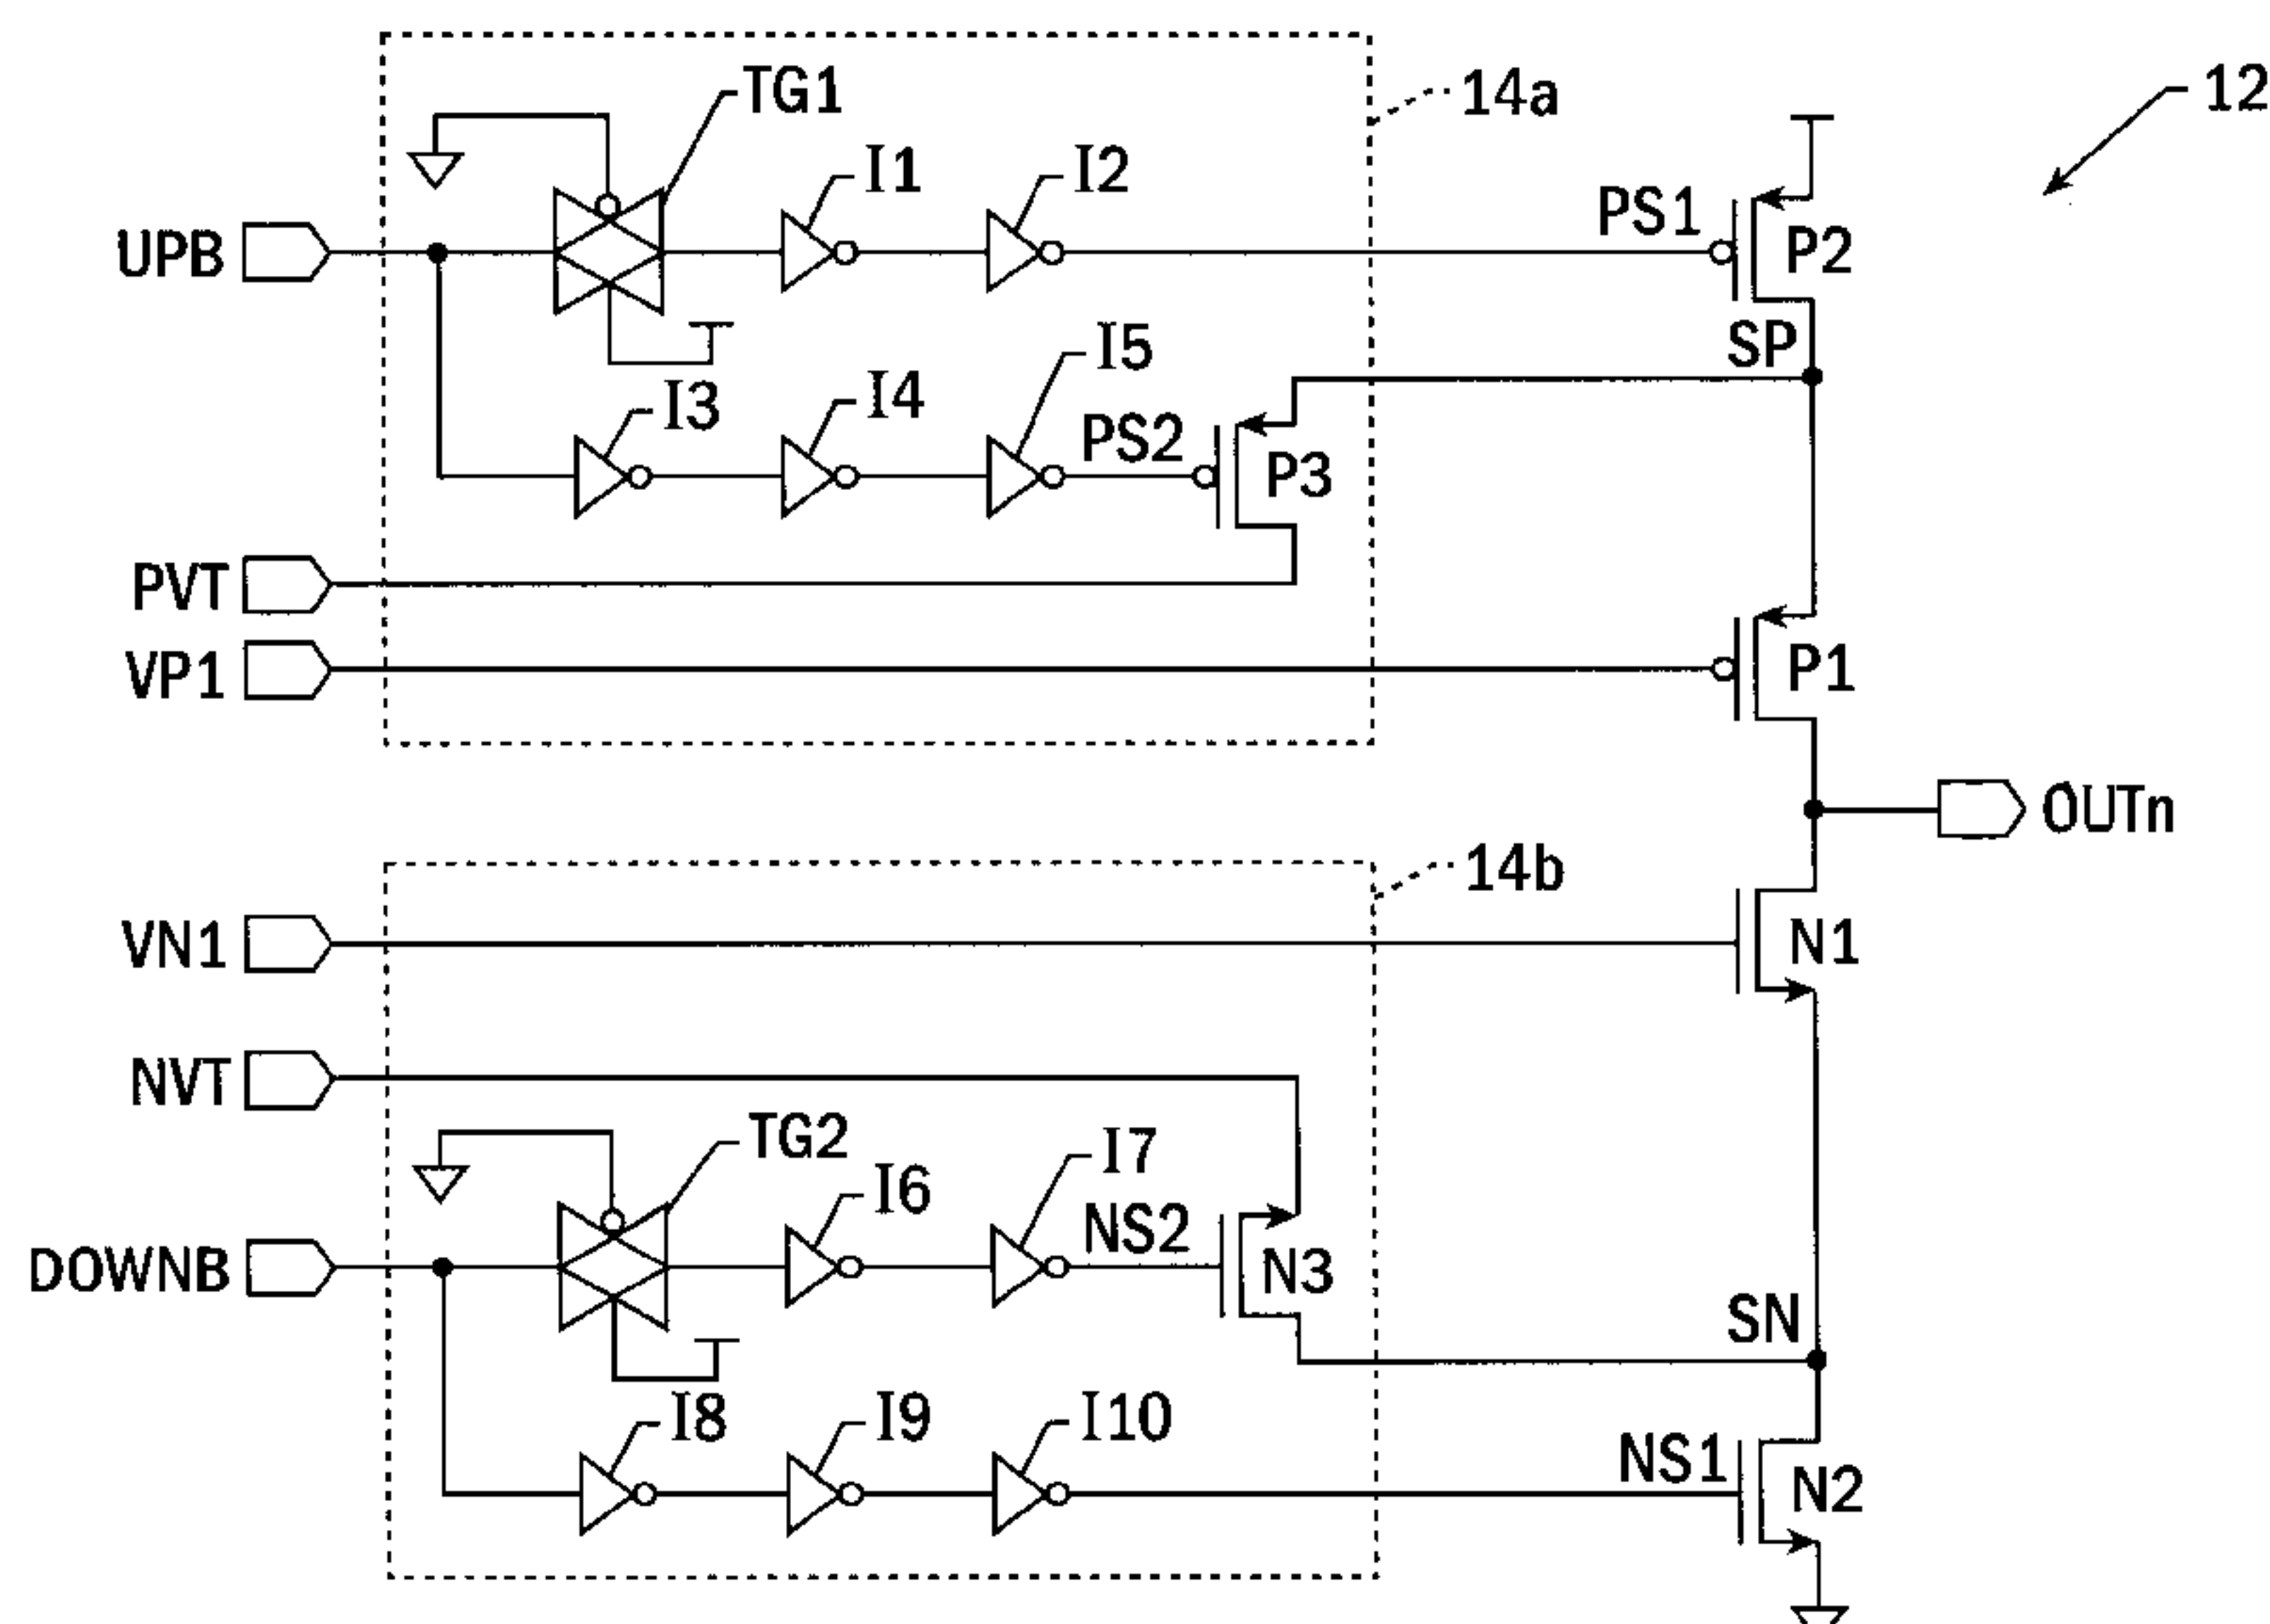 TG1
14a
12
I1
I2
UPB
PS1
P2
SP
I3
I4
I5
PS2
P3
PVT
VP1
P1
OUTn
14b
VN1
N1
NVT
TG2
I6
I7
NS2
N3
DOWNB
SN
I8
I9
I10
NS1
N2